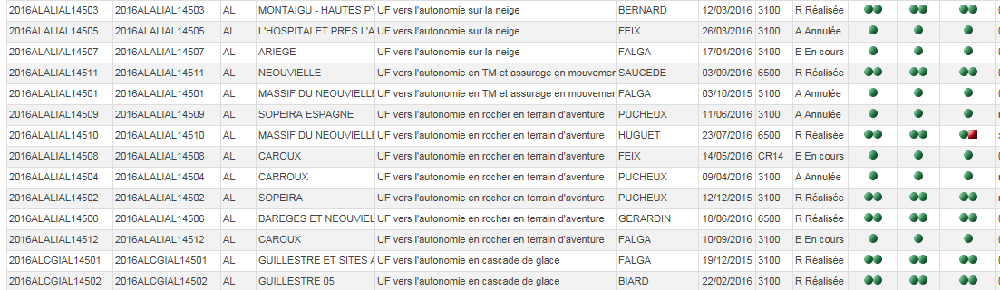 2016ALALIAL14503 2016ALALIAL14503 AL MONTAIGU - HAUTES PY UF vers l'autonomie sur la neige BERNARD 12/03/2016 3100 R Réalisée
2016ALALIAL14505 2016ALALIAL14505 AL L'HOSPITALET PRES L'A UF vers l'autonomie sur la neige FEIX 26/03/2016 3100 A Annulée
2016ALALIAL14507 2016ALALIAL14507 AL ARIEGE UF vers l'autonomie sur la neige FALGA 17/04/2016 3100 E En cours
2016ALALIAL14511 2016ALALIAL14511 AL NEOUVIELLE UF vers l'autonomie en TM et assurage en mouvemer SAUCEDE 03/09/2016 6500 R Réalisée
2016ALALIAL14501 2016ALALIAL14501 AL MASSIF DU NEOUVIELLE UF vers l'autonomie en TM et assurage en mouvemer FALGA 03/10/2015 3100 A Annulée
2016ALALIAL14509 2016ALALIAL14509 AL SOPEIRA ESPAGNE UF vers l'autonomie en rocher en terrain d'aventure PUCHEUX 11/06/2016 3100 A Annulée
2016ALALIAL14510 2016ALALIAL14510 AL MASSIF DU NEOUVIELLE UF vers l'autonomie en rocher en terrain d'aventure HUGUET 23/07/2016 6500 R Réalisée
2016ALALIAL14508 2016ALALIAL14508 AL CAROUX UF vers l'autonomie en rocher en terrain d'aventure FEIX 14/05/2016 CR14 E En cours
2016ALALIAL14504 2016ALALIAL14504 AL CARROUX UF vers l'autonomie en rocher en terrain d'aventure PUCHEUX 09/04/2016 3100 A Annulée
2016ALALIAL14502 2016ALALIAL14502 AL SOPEIRA UF vers l'autonomie en rocher en terrain d'aventure PUCHEUX 12/12/2015 3100 R Réalisée
2016ALALIAL14506 2016ALALIAL14506 AL BAREGES ET NEOUVIEL UF vers l'autonomie en rocher en terrain d'aventure GERARDIN 18/06/2016 6500 R Réalisée
2016ALALIAL14512 2016ALALIAL14512 AL CAROUX UF vers l'autonomie en rocher en terrain d'aventure FALGA 10/09/2016 3100 E En cours
2016ALCGIAL14501 2016ALCGIAL14501 AL GUILLESTRE ET SITES A UF vers l'autonomie en cascade de glace FALGA 19/12/2015 3100 R Réalisée
2016ALCGIAL14502 2016ALCGIAL14502 AL GUILLESTRE 05 UF vers l'autonomie en cascade de glace BIARD 22/02/2016 3100 R Réalisée